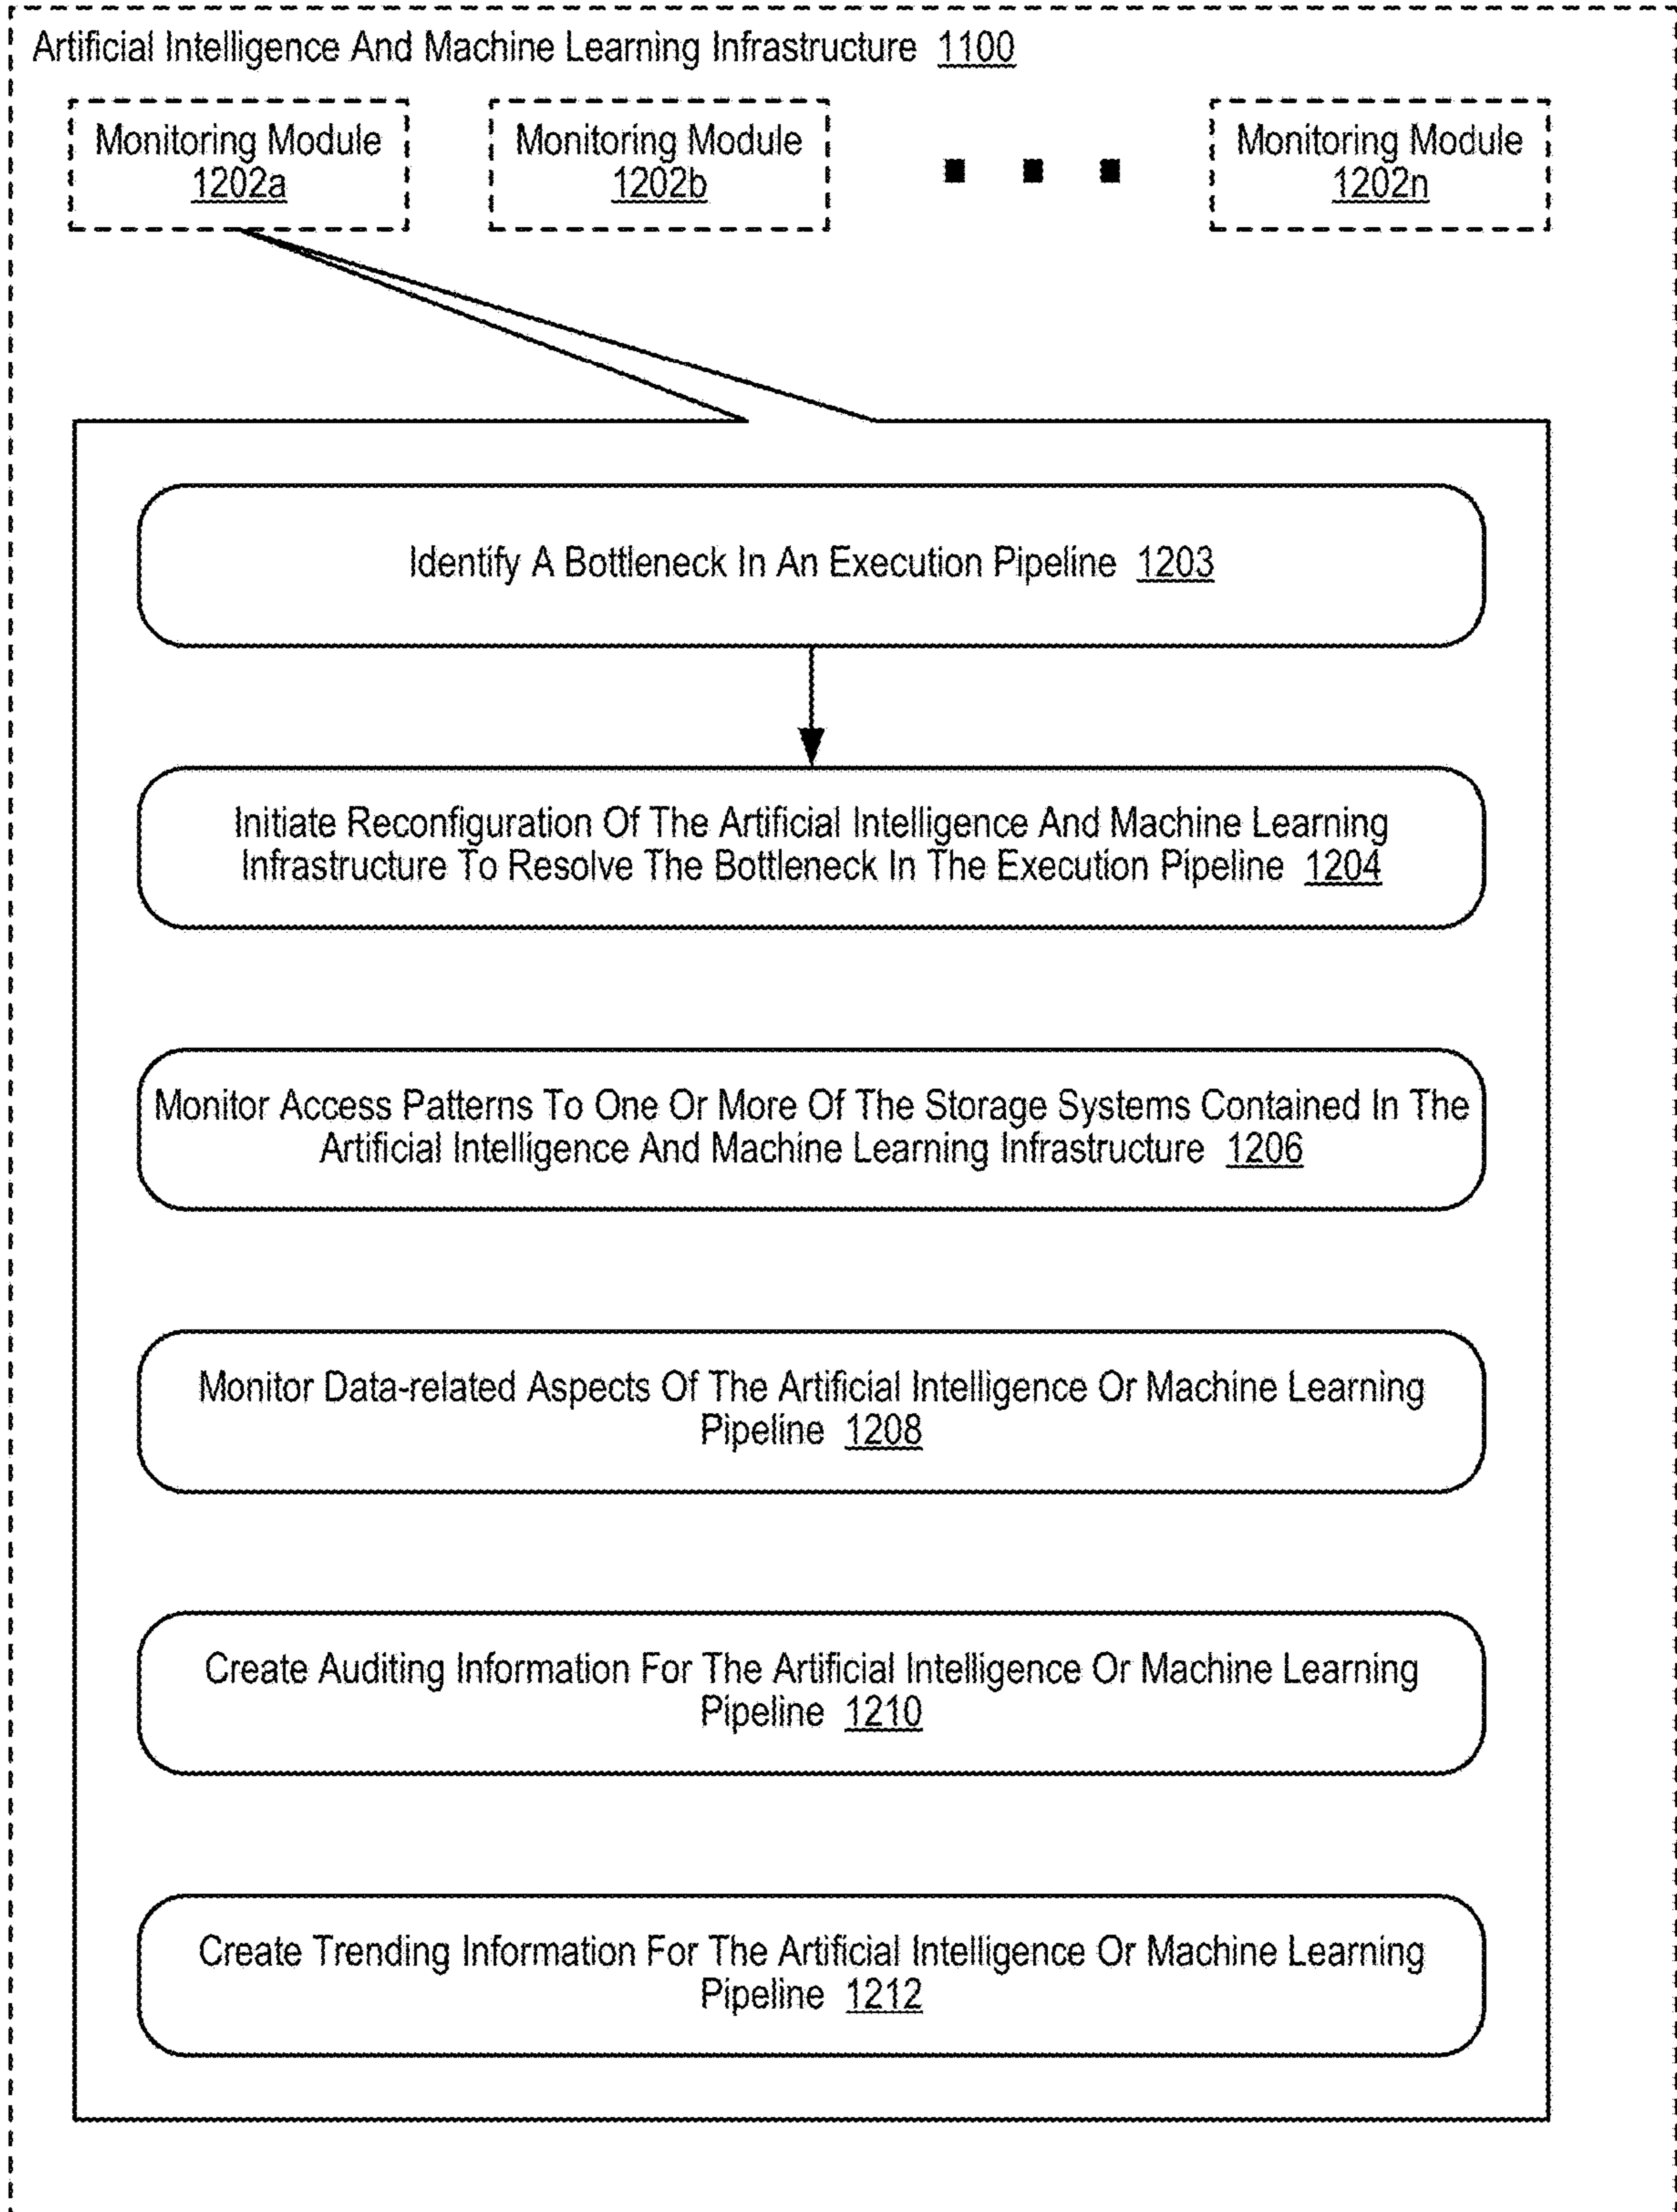 Artificial Intelligence And Machine Learning Infrastructure 1100
Monitoring Module
1202a
Monitoring Module
1202b
Monitoring Module
1202n
Identify A Bottleneck In An Execution Pipeline 1203
Initiate Reconfiguration Of The Artificial Intelligence And Machine Learning
Infrastructure To Resolve The Bottleneck In The Execution Pipeline 1204
Monitor Access Patterns To One Or More Of The Storage Systems Contained In The
Artificial Intelligence And Machine Learning Infrastructure 1206
Monitor Data-related Aspects Of The Artificial Intelligence Or Machine Learning
Pipeline 1208
Create Auditing Information For The Artificial Intelligence Or Machine Learning
Pipeline 1210
Create Trending Information For The Artificial Intelligence Or Machine Learning
Pipeline 1212